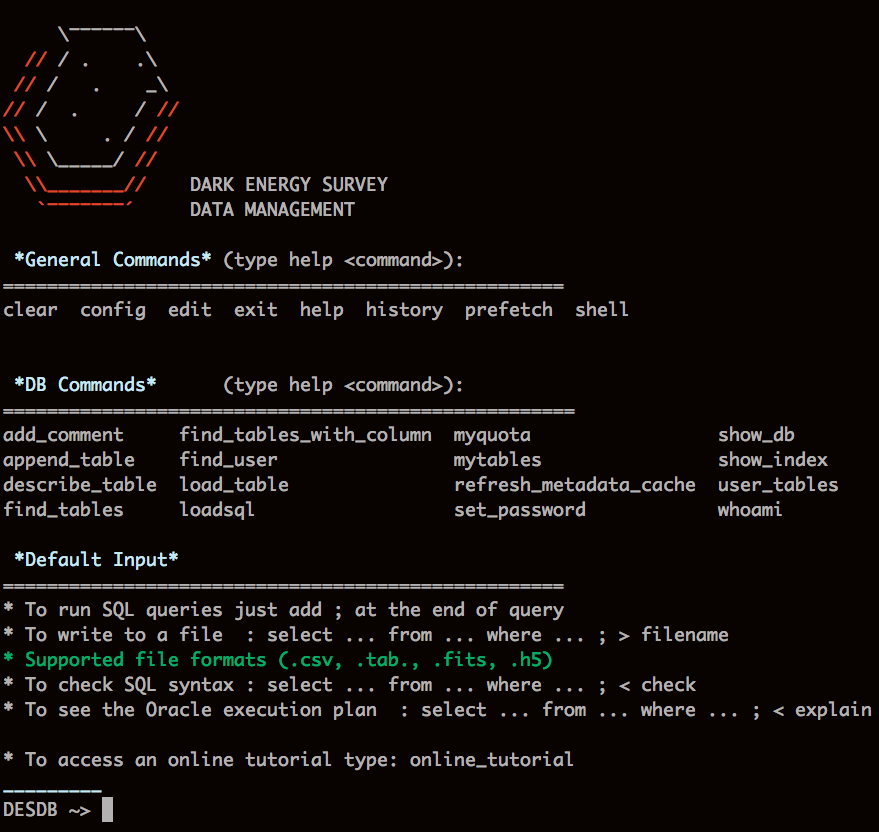 DARK ENERGY SURVEY
DATA MANAGEMENT
*General Commands* (type help <command>):
===================================================
clear  config  edit  exit  help  history  prefetch  shell
*DB Commands*      (type help <command>):
====================================================
add_comment     find_tables_with_column  myquota                 show_db
append_table    find_user                mytables                show_index
describe_table  load_table               refresh_metadata_cache  user_tables
find_tables     loadsql                  set_password            whoami
*Default Input*
===================================================
* To run SQL queries just add ; at the end of query
* To write to a file  : select ... from ... where ... ; > filename
* Supported file formats (.csv, .tab., .fits, .h5)
* To check SQL syntax : select ... from ... where ... ; < check
* To see the Oracle execution plan  : select ... from ... where ... ; < explain
* To access an online tutorial type: online_tutorial
_________
DESDB ~>